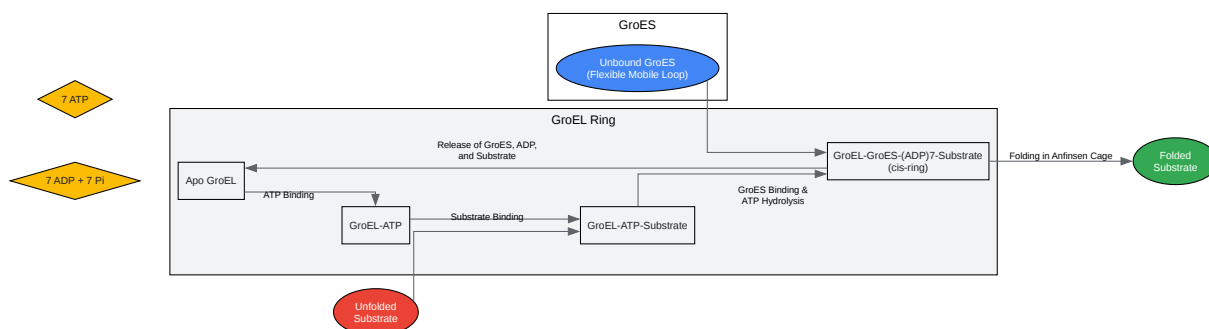 GroES
Unbound GroES
(Flexible Mobile Loop)
7 ATP
GroEL Ring
Release of GroES, ADP,
and Substrate
GroEL-GroES-(ADP)7-Substrate
(cis-ring)
Folding in Anfinsen Cage
Folded
Substrate
7 ADP + 7 Pi
Apo GroEL
ATP Binding
GroES Binding &
ATP Hydrolysis
GroEL-ATP
Substrate Binding
GroEL-ATP-Substrate
Unfolded
Substrate